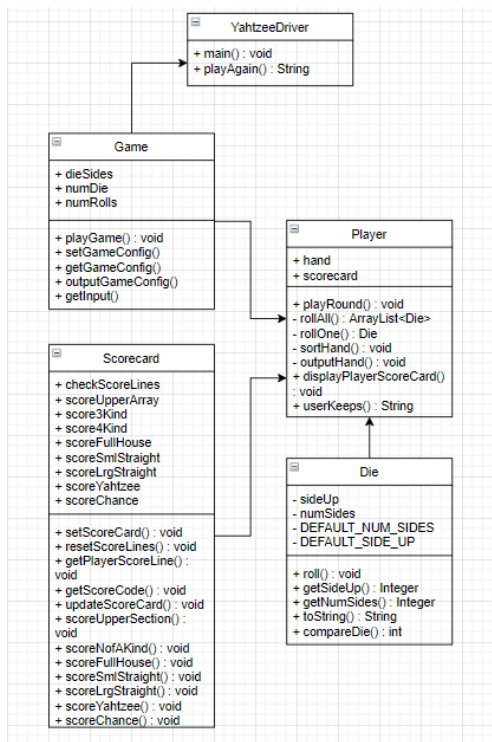 YahtzeeDriver
+ main() : void
+ playAgain() : String
Game
+ dieSides
+ numDie
+ numRolls
+ playGame() : void
+ setGameConfig()
+ getGameConfig()
+ outputGameConfig()
+ getInput()
Player
+ hand
+ scorecard
+ playRound() : void
- rollAll() : ArrayList<Die>
- rollOne() : Die
- sortHand() : void
- outputHand() : void
+ displayPlayerScoreCard()
: void
+ userKeeps() : String
Scorecard
+ checkScoreLines
+ scoreUpperArray
+ score3Kind
+ score4Kind
+ scoreFullHouse
+ scoreSmlStraight
+ scoreLrgStraight
+ scoreYahtzee
+ scoreChance
+ setScoreCard() : void
+ resetScoreLines() : void
+ getPlayerScoreLine() :
void
+ getScoreCode() : void
+ updateScoreCard() : void
+ scoreUpperSection() :
void
+ scoreNofAKind() : void
+ scoreFullHouse() : void
+ scoreSmlStraight() : void
+ scoreLrgStraight() : void
+ scoreYahtzee() : void
+ scoreChance() : void
Die
- sideUp
- numSides
- DEFAULT_NUM_SIDES
- DEFAULT_SIDE_UP
+ roll() : void
+ getSideUp() : Integer
+ getNumSides() : Integer
+ toString() : String
+ compareDie() : int